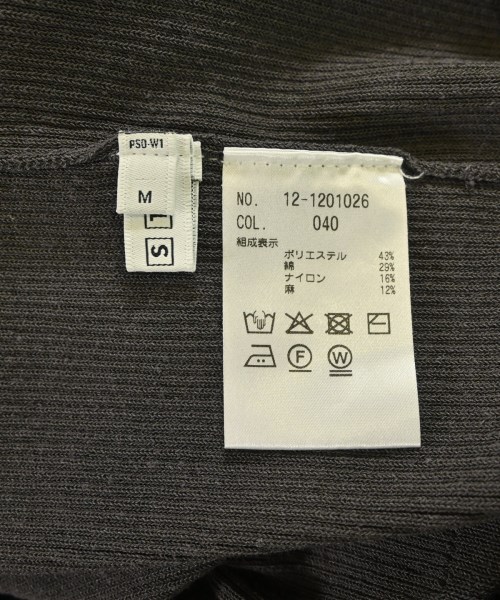 PSD-W1
M
S
NO. 12-1201026
COL. 040
組成表示
ポリエステル 43%
綿 29%
ナイロン 16%
麻 12%
F
W